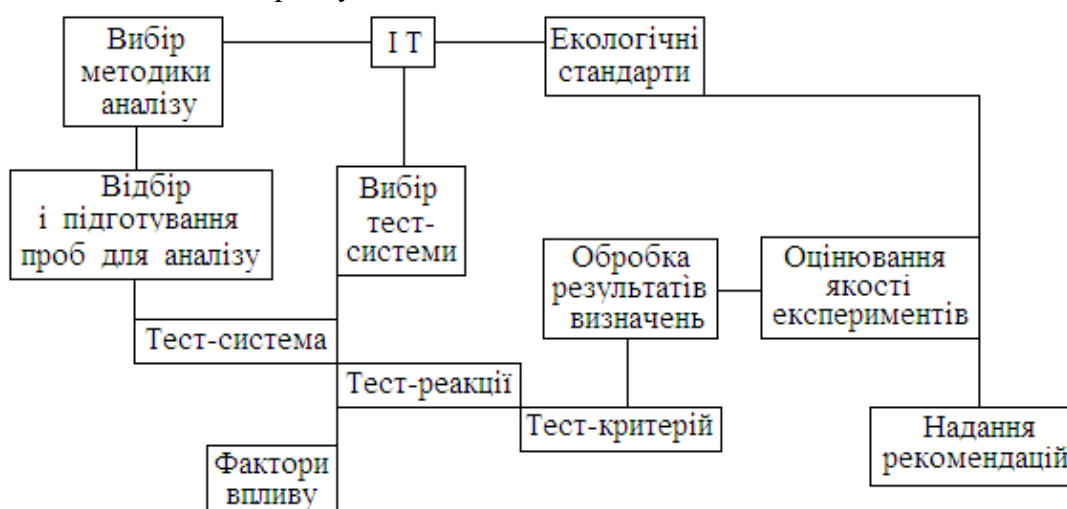 Вибір
методики
аналізу
І Т
Екологічні
стандарти
Відбір
і підготування
проб для аналізу
Вибір
тест-
системи
Обробка
результатів
визначень
Оцінювання
якості
експериментів
Тест-система
Тест-реакції
Тест-критерій
Надання
рекомендацій
Фактори
впливу